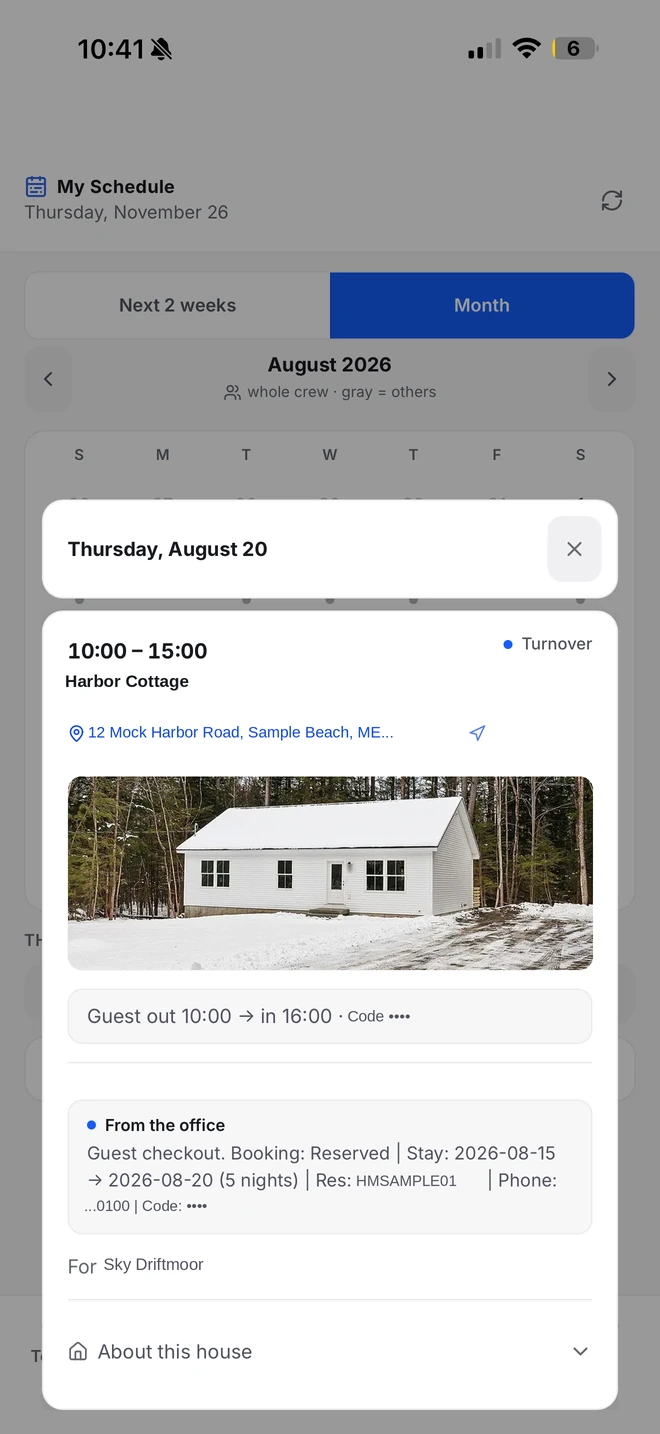 10:41
6
My Schedule
Thursday, November 26
Next 2 weeks
Month
August 2026
whole crew · gray = others
S M T W T F S
Thursday, August 20
10:00 – 15:00
Turnover
Harbor Cottage
12 Mock Harbor Road, Sample Beach, ME...
Guest out 10:00 → in 16:00 · Code ••••
From the office
Guest checkout. Booking: Reserved | Stay: 2026-08-15
→ 2026-08-20 (5 nights) | Res: HMSAMPLE01 | Phone:
...0100 | Code: ••••
For Sky Driftmoor
About this house